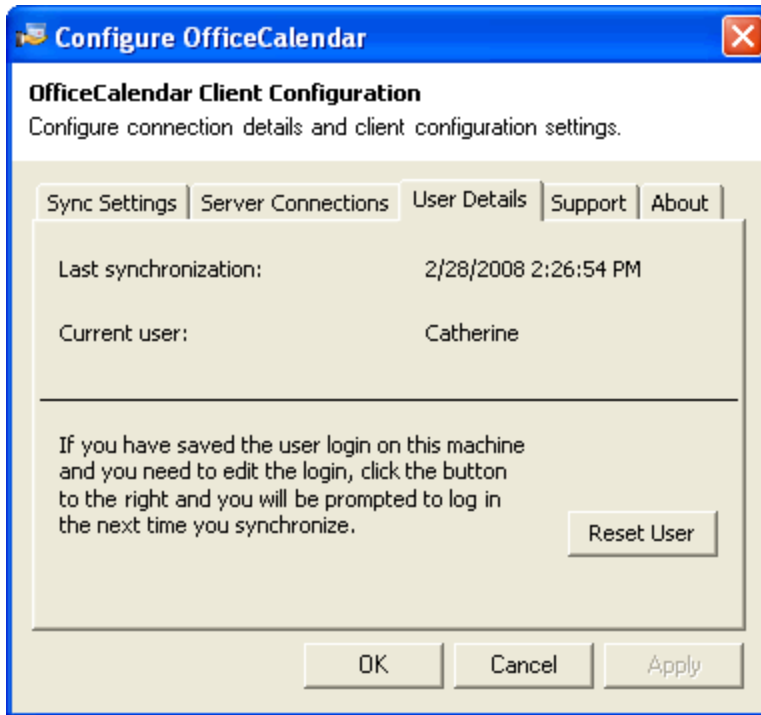 Configure OfficeCalendar
OfficeCalendar Client Configuration
Configure connection details and client configuration settings.
Sync Settings Server Connections User Details Support About
Last synchronization: 2/28/2008 2:26:54 PM
Current user: Catherine
If you have saved the user login on this machine
and you need to edit the login, click the button
to the right and you will be prompted to log in
the next time you synchronize.
Reset User
OK Cancel Apply